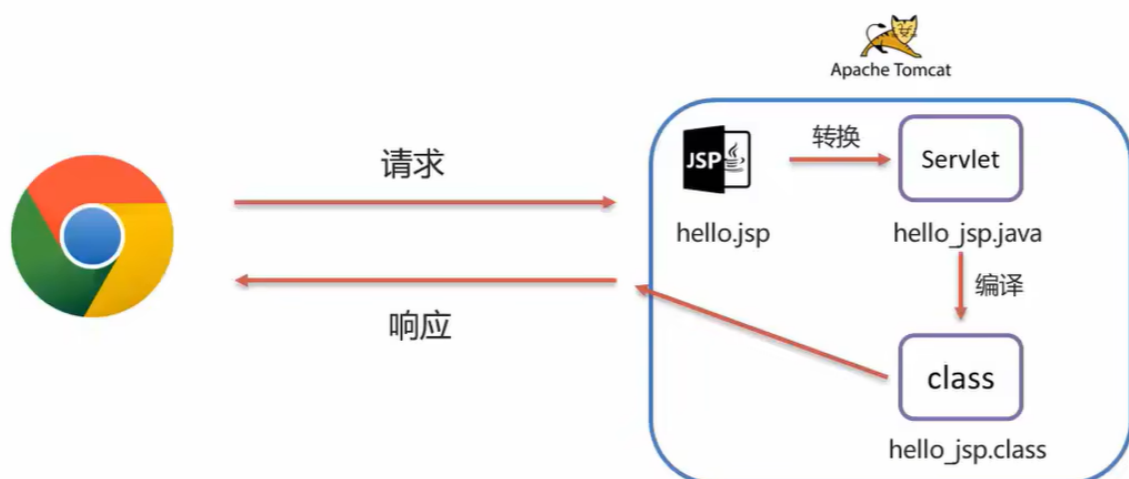 Apache Tomcat
请求
JSP
转换
Servlet
hello.jsp
hello_jsp.java
编译
响应
class
hello_jsp.class